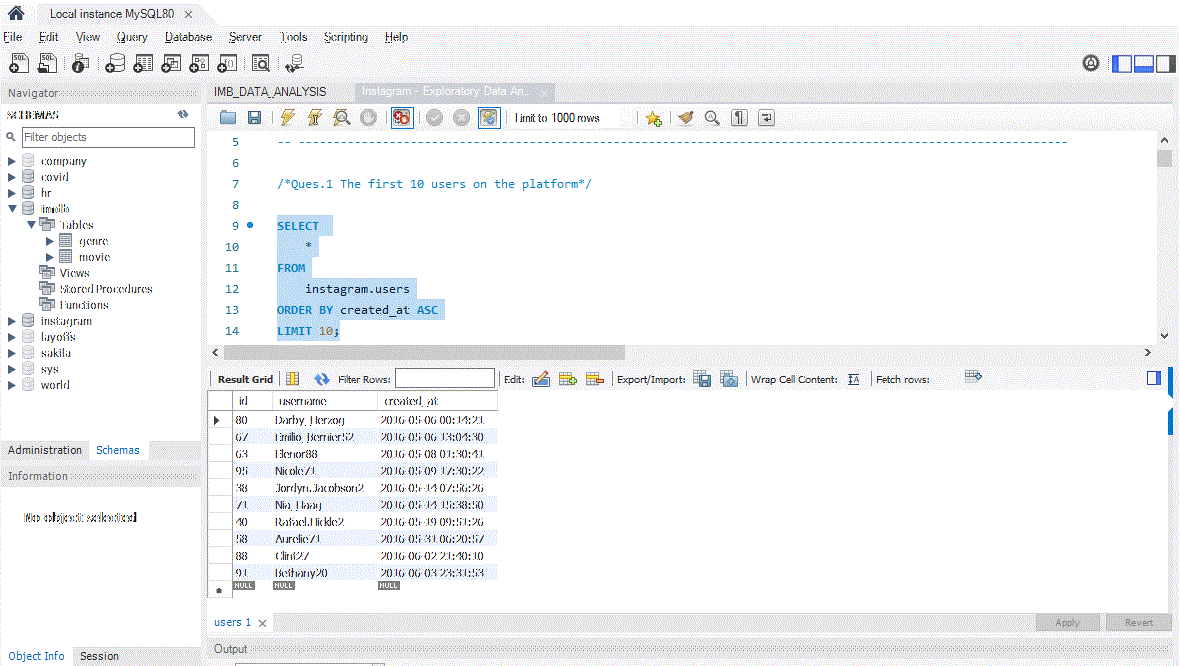 Local instance MySQL80
File Edit View Query Database Server Tools Scripting Help
Navigator
SCHEMAS
Filter objects
company
covid
hr
Tables
genre
movie
Views
Stored Procedures
Functions
instagram
layoffs
sakila
sys
world
Administration Schemas
Information
No object selected
Object Info Session
IMB_DATA_ANALYSIS Instagram - Exploratory Data An...
Limit to 1000 rows
5 -- ----------------------------------------------------------------------------------------------------------------
6
7 /*Ques.1 The first 10 users on the platform*/
8
9 SELECT
10 *
11 FROM
12 instagram.users
13 ORDER BY created_at ASC
14 LIMIT 10;
Result Grid Filter Rows: Edit: Export/Import: Wrap Cell Content: Fetch rows:
id username created_at
80 Darby_Herzog 2016-05-06 00:14:21
67 Emilio_Bernier52 2016-05-06 13:04:30
63 Elenor88 2016-05-08 01:30:41
95 Nicole71 2016-05-09 17:30:22
38 Jordyn.Jacobson2 2016-05-14 07:56:26
71 Nia_Haag 2016-05-14 15:38:50
40 Rafael.Hickle2 2016-05-19 09:51:26
58 Aurelie71 2016-05-31 06:20:57
88 Clint27 2016-06-02 21:40:10
91 Bethany20 2016-06-03 23:31:53
NULL NULL NULL
users 1
Apply Revert
Output